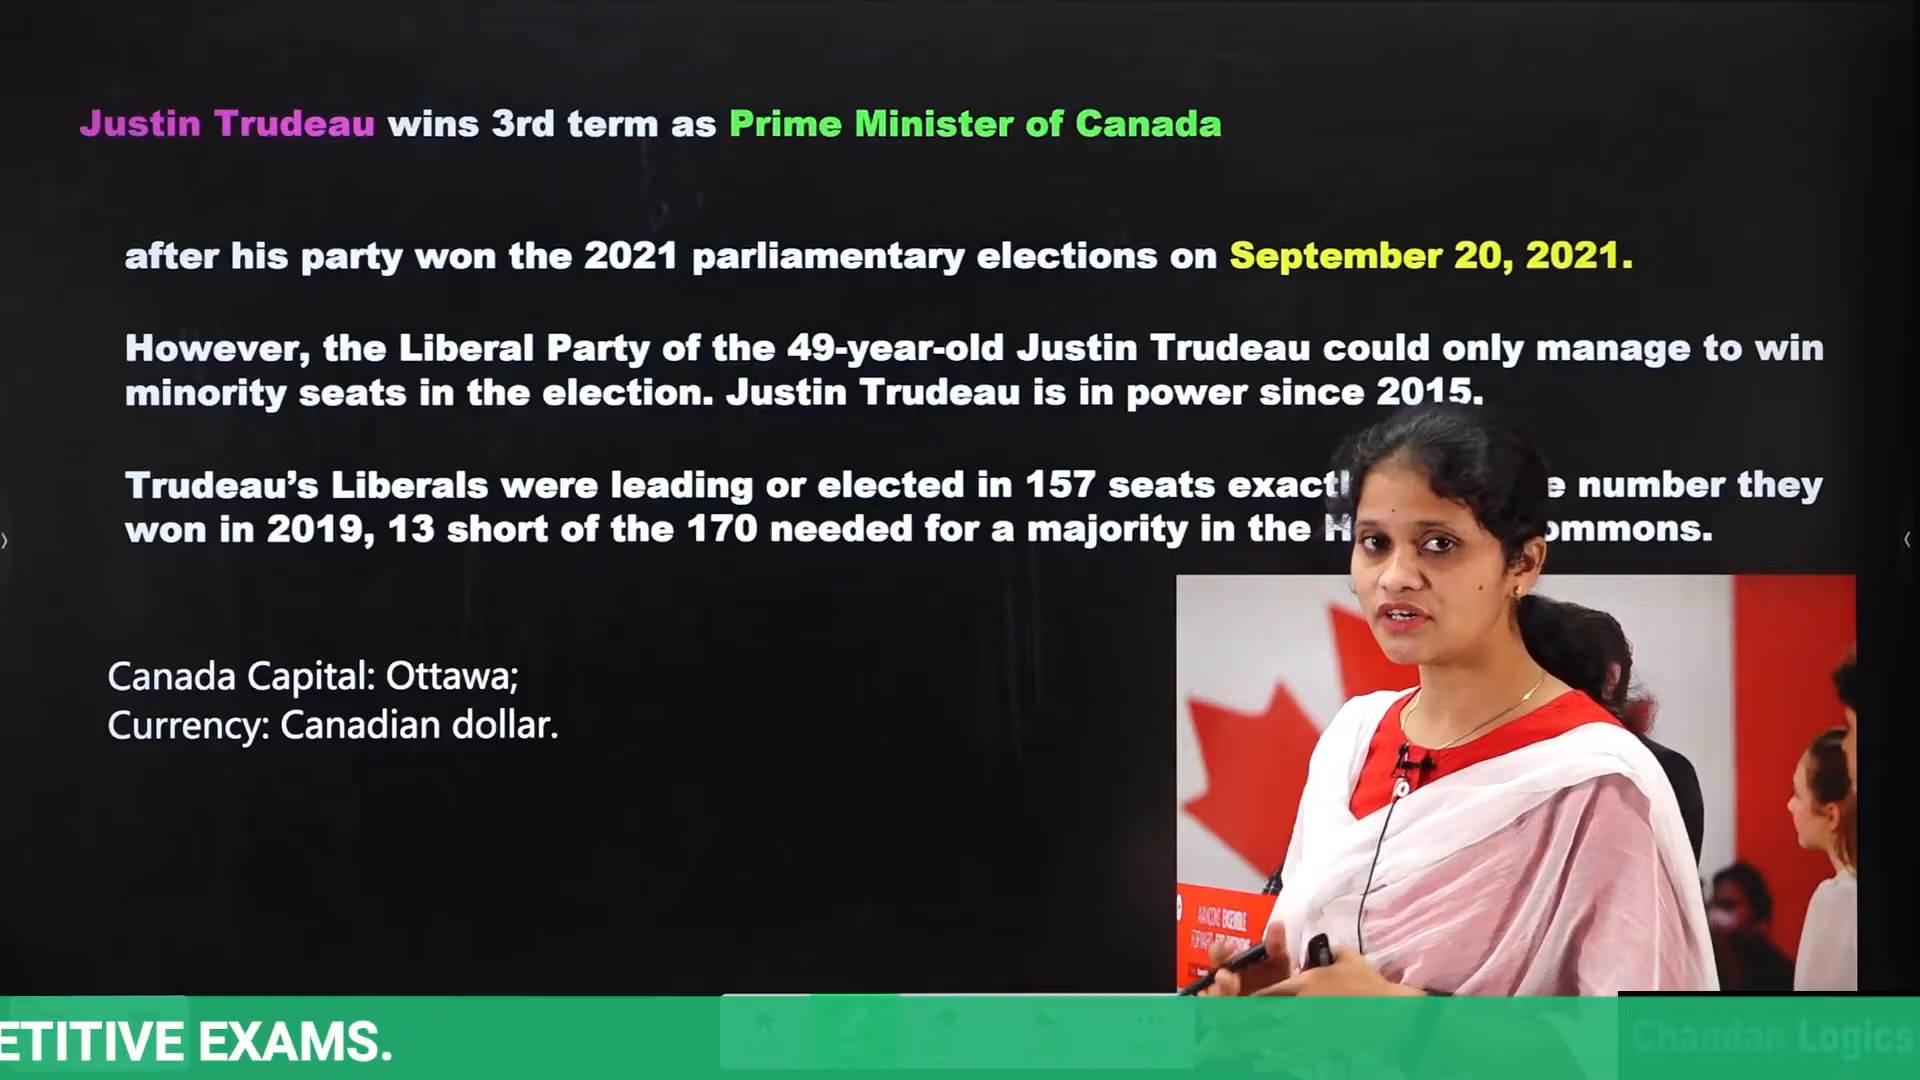 Justin Trudeau wins 3rd term as Prime Minister of Canada
after his party won the 2021 parliamentary elections on September 20, 2021.
However, the Liberal Party of the 49-year-old Justin Trudeau could only manage to win
minority seats in the election. Justin Trudeau is in power since 2015.
Trudeau’s Liberals were leading or elected in 157 seats number they
won in 2019, 13 short of the 170 needed for a majority in the
Canada Capital: Ottawa;
Currency: Canadian dollar.
ENSEMBLE
ETITIVE EXAMS.
Chandan Logics